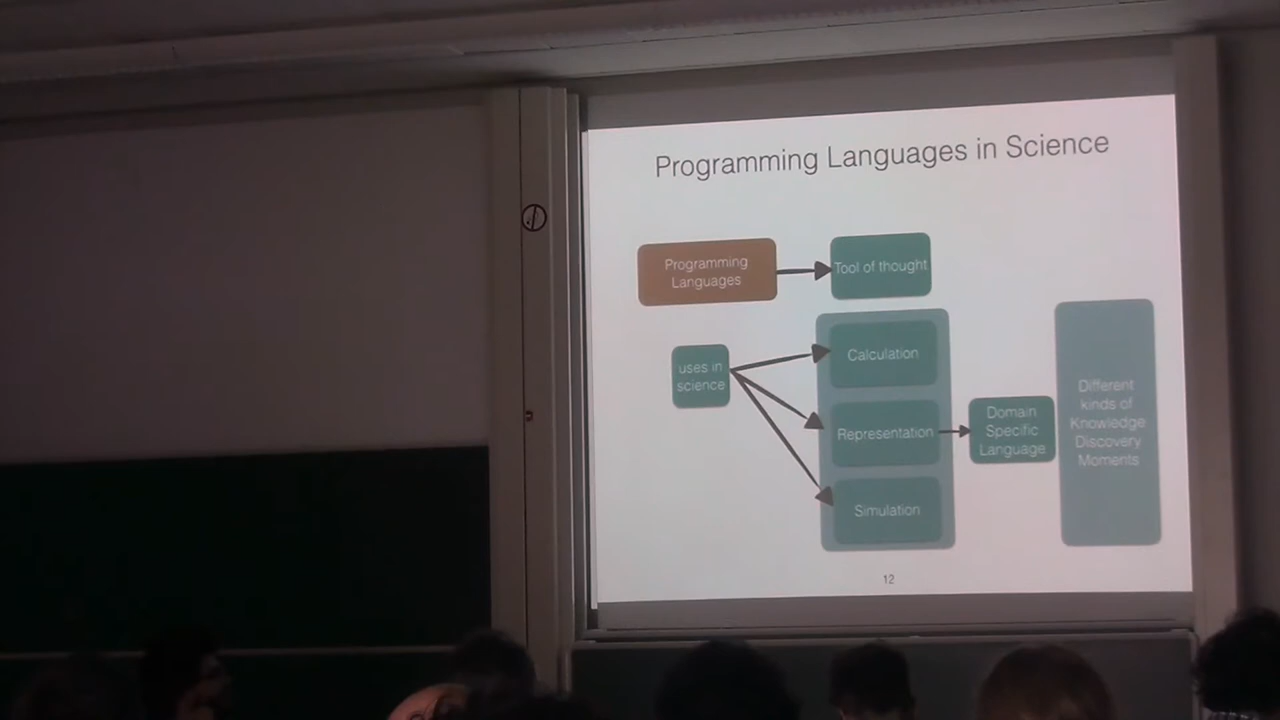 Programming Languages in Science
Programming
Languages
Tool of thought
uses in
science
Calculation
Representation
Simulation
Domain
Specific
Language
Different
kinds of
Knowledge
Discovery
Moments
12